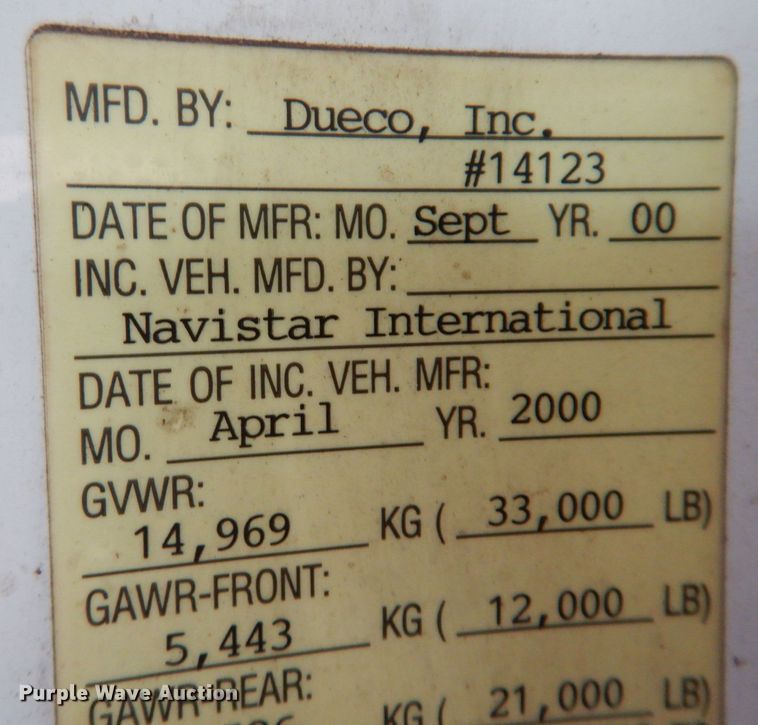 MFD. BY: Dueco, Inc.
#14123
DATE OF MFR: MO. Sept YR. 00
INC. VEH. MFD. BY:
Navistar International
DATE OF INC. VEH. MFR:
MO. April YR. 2000
GVWR:
14,969 KG ( 33,000 LB)
GAWR-FRONT:
5,443 KG ( 12,000 LB)
GAWR-REAR:
KG ( 21,000 LB)
Purple Wave Auction